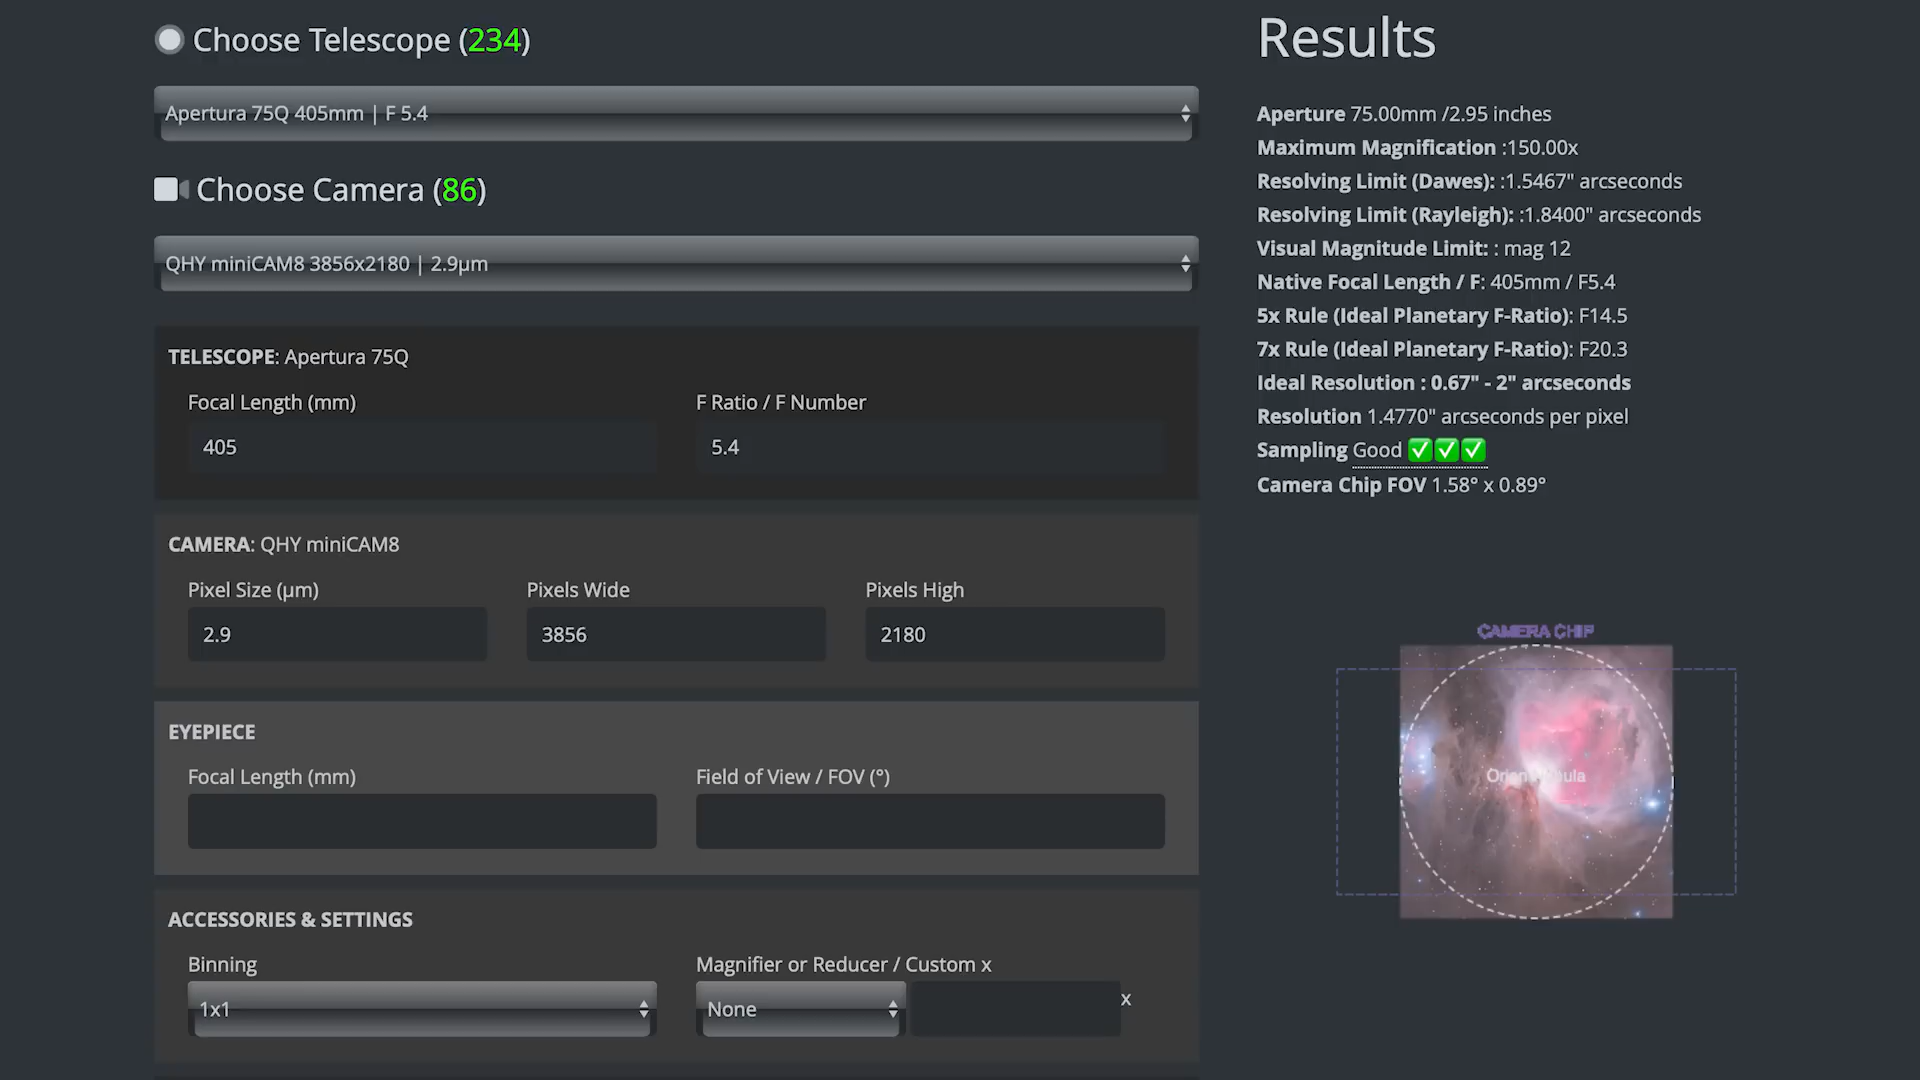 Choose Telescope (234)
Apertura 75Q 405mm | F 5.4
Choose Camera (86)
QHY miniCAM8 3856x2180 | 2.9μm
TELESCOPE: Apertura 75Q
Focal Length (mm)
F Ratio / F Number
405
5.4
CAMERA: QHY miniCAM8
Pixel Size (μm)
Pixels Wide
Pixels High
2.9
3856
2180
EYEPIECE
Focal Length (mm)
Field of View / FOV (°)
ACCESSORIES & SETTINGS
Binning
Magnifier or Reducer / Custom x
1x1
None
x
Results
Aperture 75.00mm /2.95 inches
Maximum Magnification :150.00x
Resolving Limit (Dawes): :1.5467" arcseconds
Resolving Limit (Rayleigh): :1.8400" arcseconds
Visual Magnitude Limit: : mag 12
Native Focal Length / F: 405mm / F5.4
5x Rule (Ideal Planetary F-Ratio): F14.5
7x Rule (Ideal Planetary F-Ratio): F20.3
Ideal Resolution : 0.67" - 2" arcseconds
Resolution 1.4770" arcseconds per pixel
Sampling Good ✅✅✅
Camera Chip FOV 1.58° x 0.89°
CAMERA CHIP
Orion Nebula